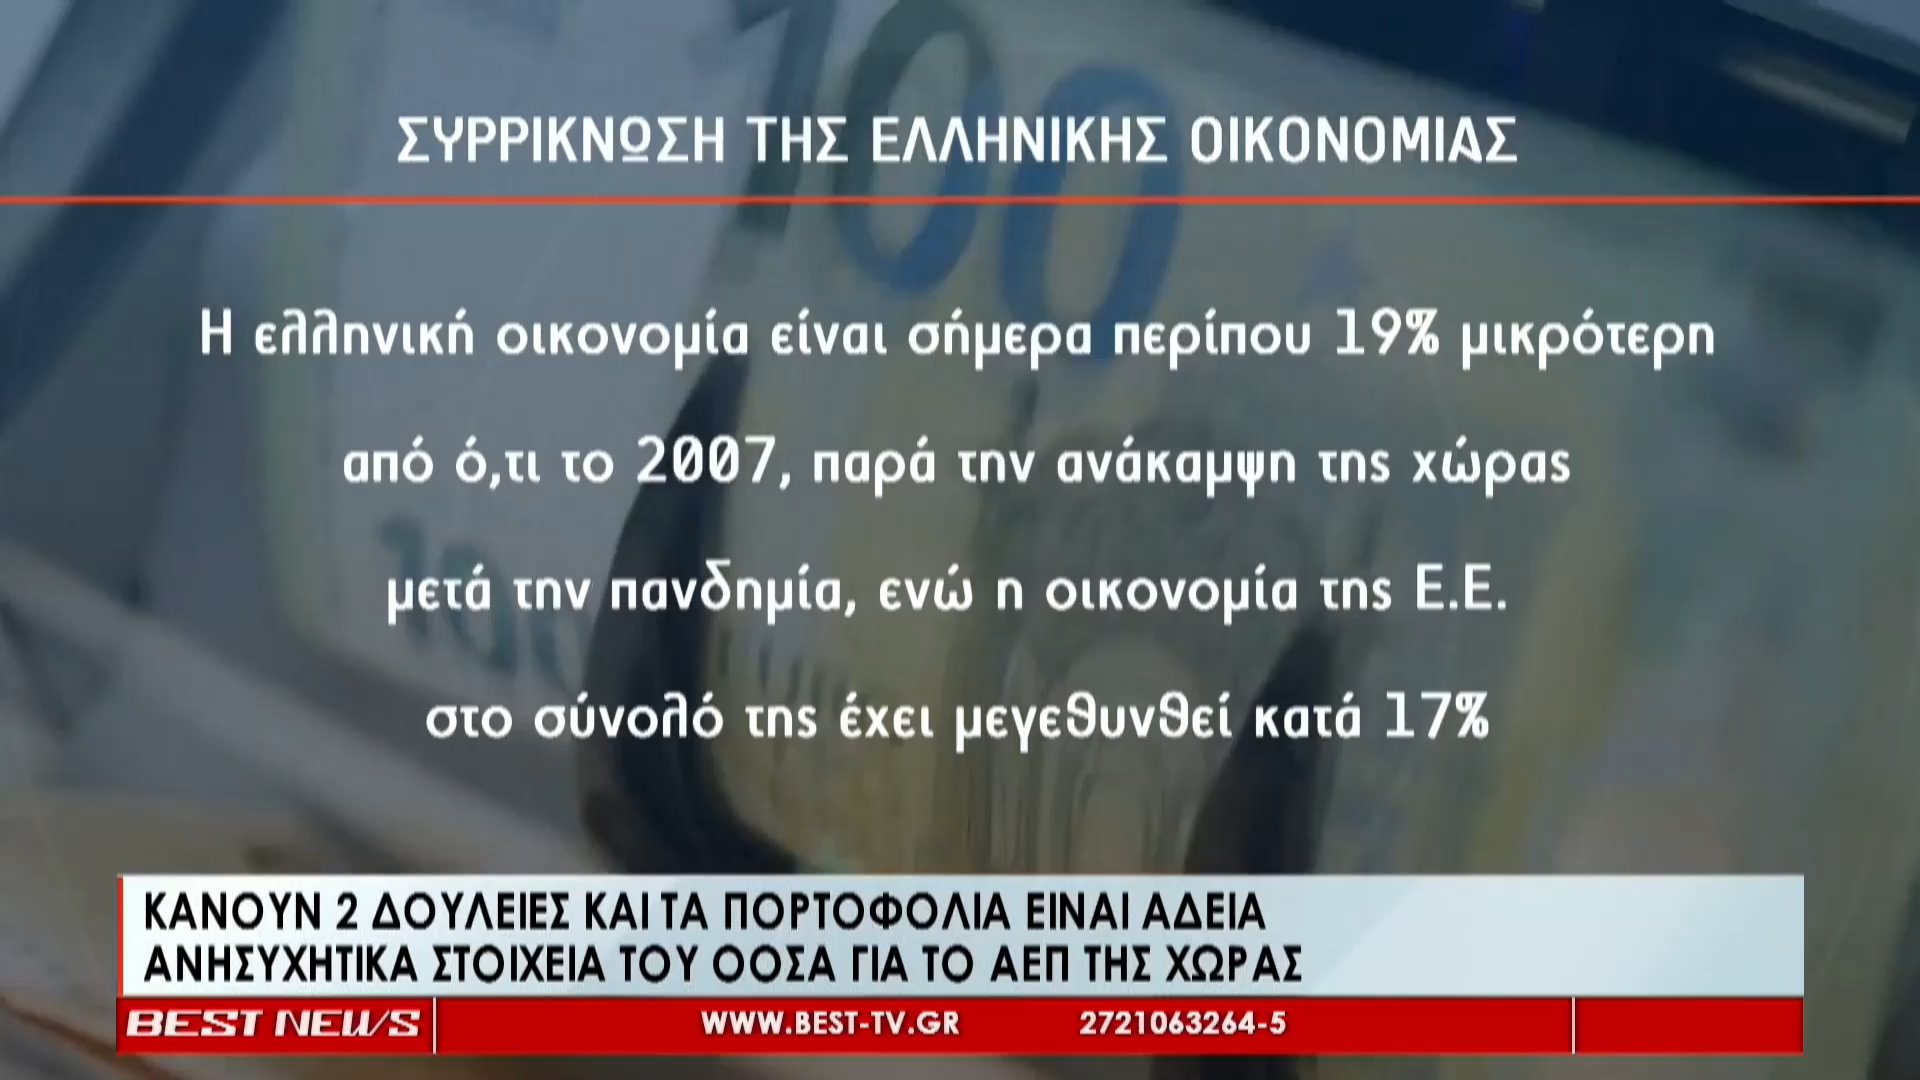 ΣΥΡΡΙΚΝΩΣΗ ΤΗΣ ΕΛΛΗΝΙΚΗΣ ΟΙΚΟΝΟΜΙΑΣ
Η ελληνική οικονομία είναι σήμερα περίπου 19% μικρότερη
από ό,τι το 2007, παρά την ανάκαμψη της χώρας
μετά την πανδημία, ενώ η οικονομία της Ε.Ε.
στο σύνολό της έχει μεγεθυνθεί κατά 17%
100
100
ΚΑΝΟΥΝ 2 ΔΟΥΛΕΙΕΣ ΚΑΙ ΤΑ ΠΟΡΤΟΦΟΛΙΑ ΕΙΝΑΙ ΑΔΕΙΑ
ΑΝΗΣΥΧΗΤΙΚΑ ΣΤΟΙΧΕΙΑ ΤΟΥ ΟΟΣΑ ΓΙΑ ΤΟ ΑΕΠ ΤΗΣ ΧΩΡΑΣ
BEST NEWS WWW.BEST-TV.GR 2721063264-5